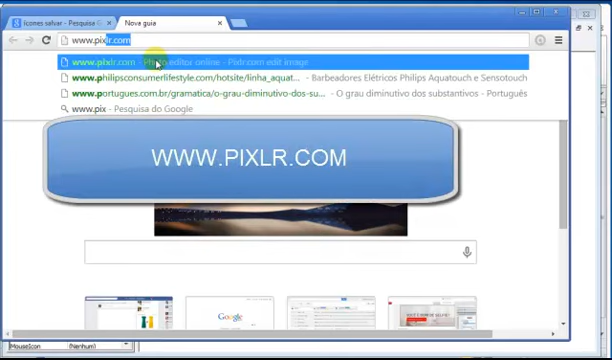 ícones salvar - Pesquisa G
Nova guia
www.pixlr.com
www.pixlr.com - Photo editor online - Pixlr.com edit image
www.philipsconsumerlifestyle.com/hotsite/linha_aquat... - Barbeadores Elétricos Philips Aquatouch e Sensotouch
www.portugues.com.br/gramatica/o-grau-diminutivo-dos-su... - O grau diminutivo dos substantivos - Português
www.pix - Pesquisa do Google
WWW.PIXLR.COM
Google
MouseIcon
(Nenhum)